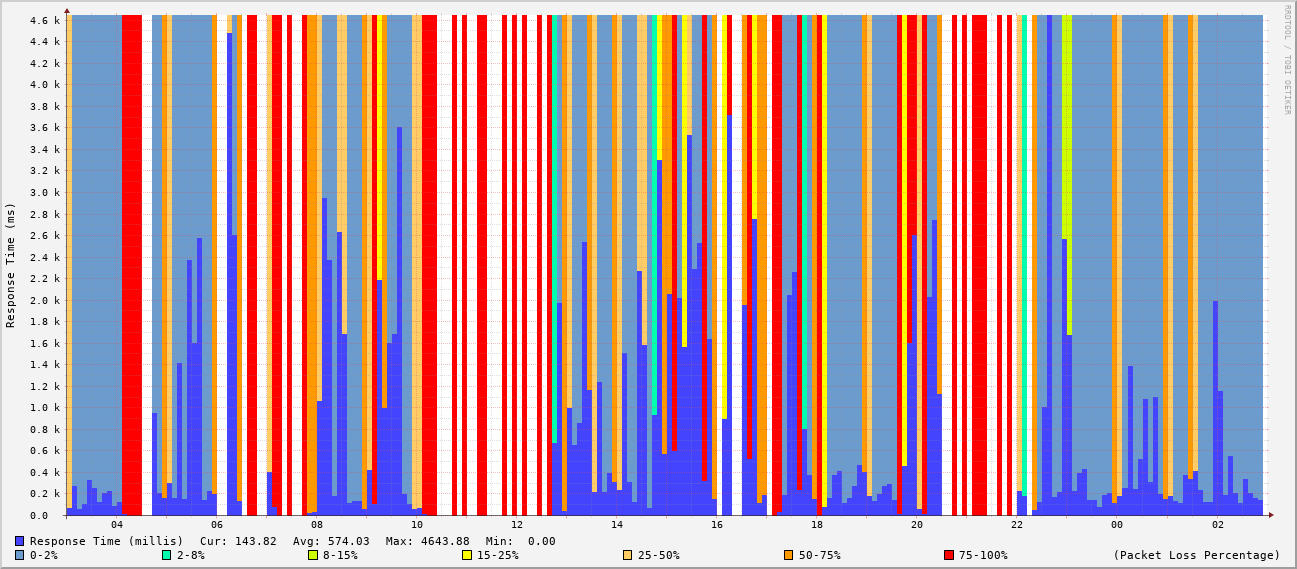 RRDTOOL / TOBI OETIKER
Response Time (ms)
4.6 k
4.4 k
4.2 k
4.0 k
3.8 k
3.6 k
3.4 k
3.2 k
3.0 k
2.8 k
2.6 k
2.4 k
2.2 k
2.0 k
1.8 k
1.6 k
1.4 k
1.2 k
1.0 k
0.8 k
0.6 k
0.4 k
0.2 k
0.0
04 06 08 10 12 14 16 18 20 22 00 02
Response Time (millis) Cur: 143.82 Avg: 574.03 Max: 4643.88 Min: 0.00
0-2% 2-8% 8-15% 15-25% 25-50% 50-75% 75-100% (Packet Loss Percentage)